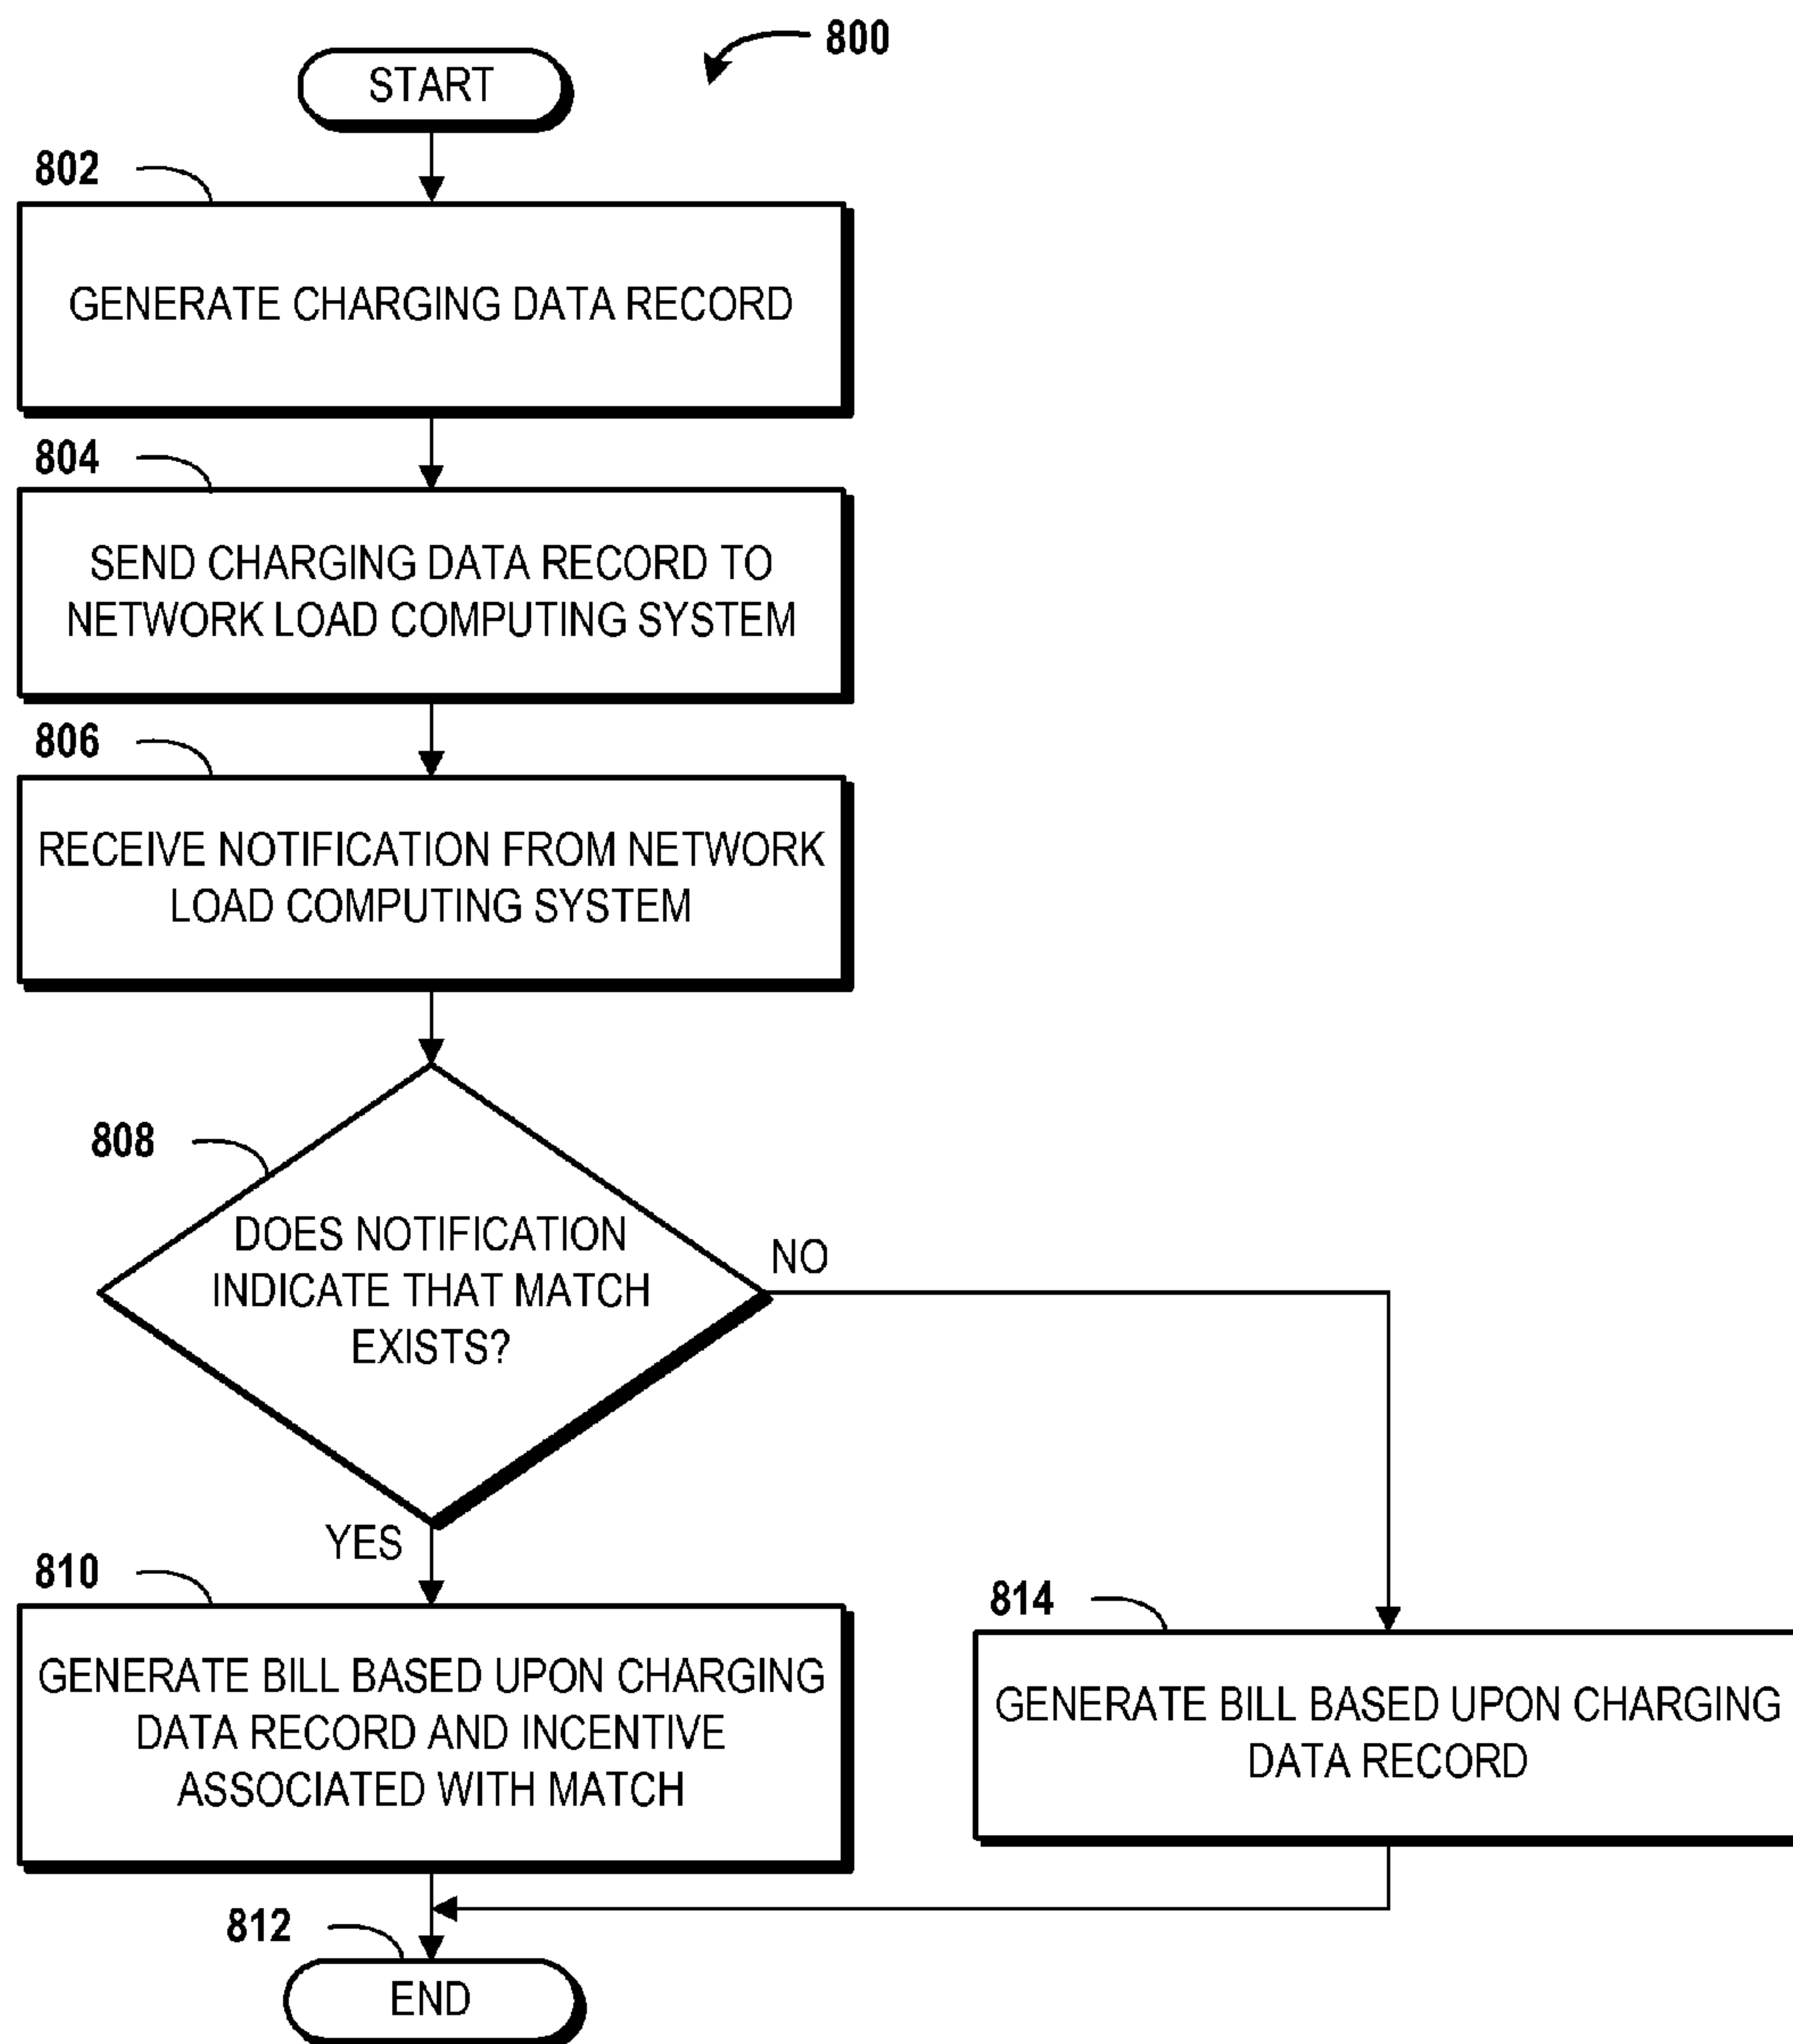 800
START
802
GENERATE CHARGING DATA RECORD
804
SEND CHARGING DATA RECORD TO
NETWORK LOAD COMPUTING SYSTEM
806
RECEIVE NOTIFICATION FROM NETWORK
LOAD COMPUTING SYSTEM
808
DOES NOTIFICATION
INDICATE THAT MATCH
EXISTS?
NO
YES
810
GENERATE BILL BASED UPON CHARGING
DATA RECORD AND INCENTIVE
ASSOCIATED WITH MATCH
814
GENERATE BILL BASED UPON CHARGING
DATA RECORD
812
END